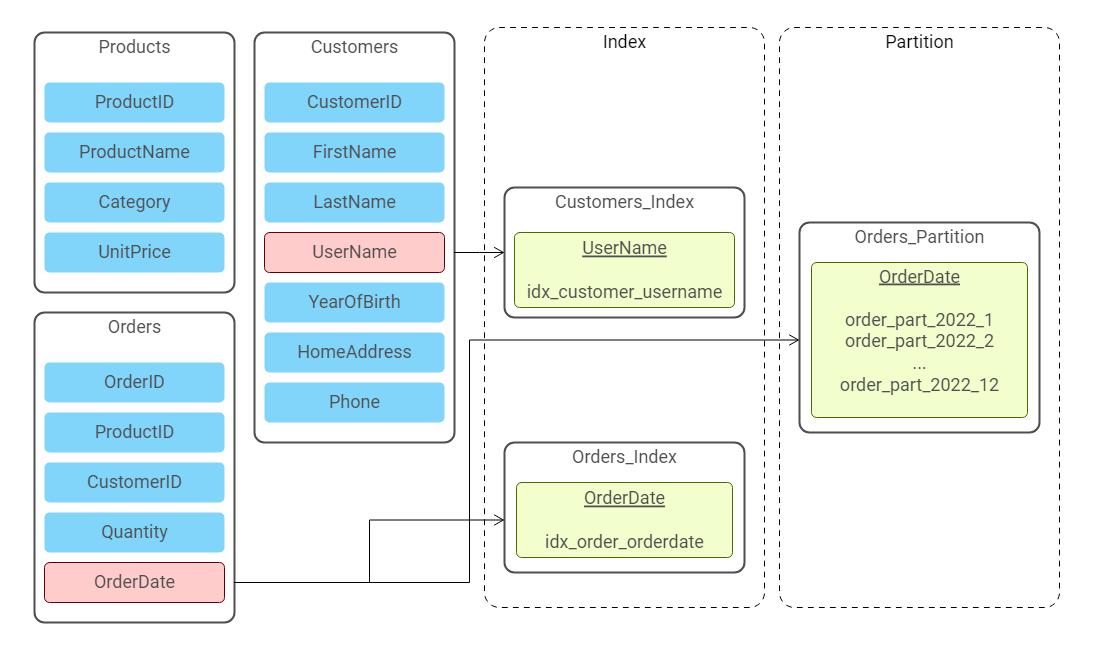 Products
ProductID
ProductName
Category
UnitPrice
Orders
OrderID
ProductID
CustomerID
Quantity
OrderDate
Customers
CustomerID
FirstName
LastName
UserName
YearOfBirth
HomeAddress
Phone
Index
Customers_Index
UserName
idx_customer_username
Orders_Index
OrderDate
idx_order_orderdate
Partition
Orders_Partition
OrderDate
order_part_2022_1
order_part_2022_2
...
order_part_2022_12